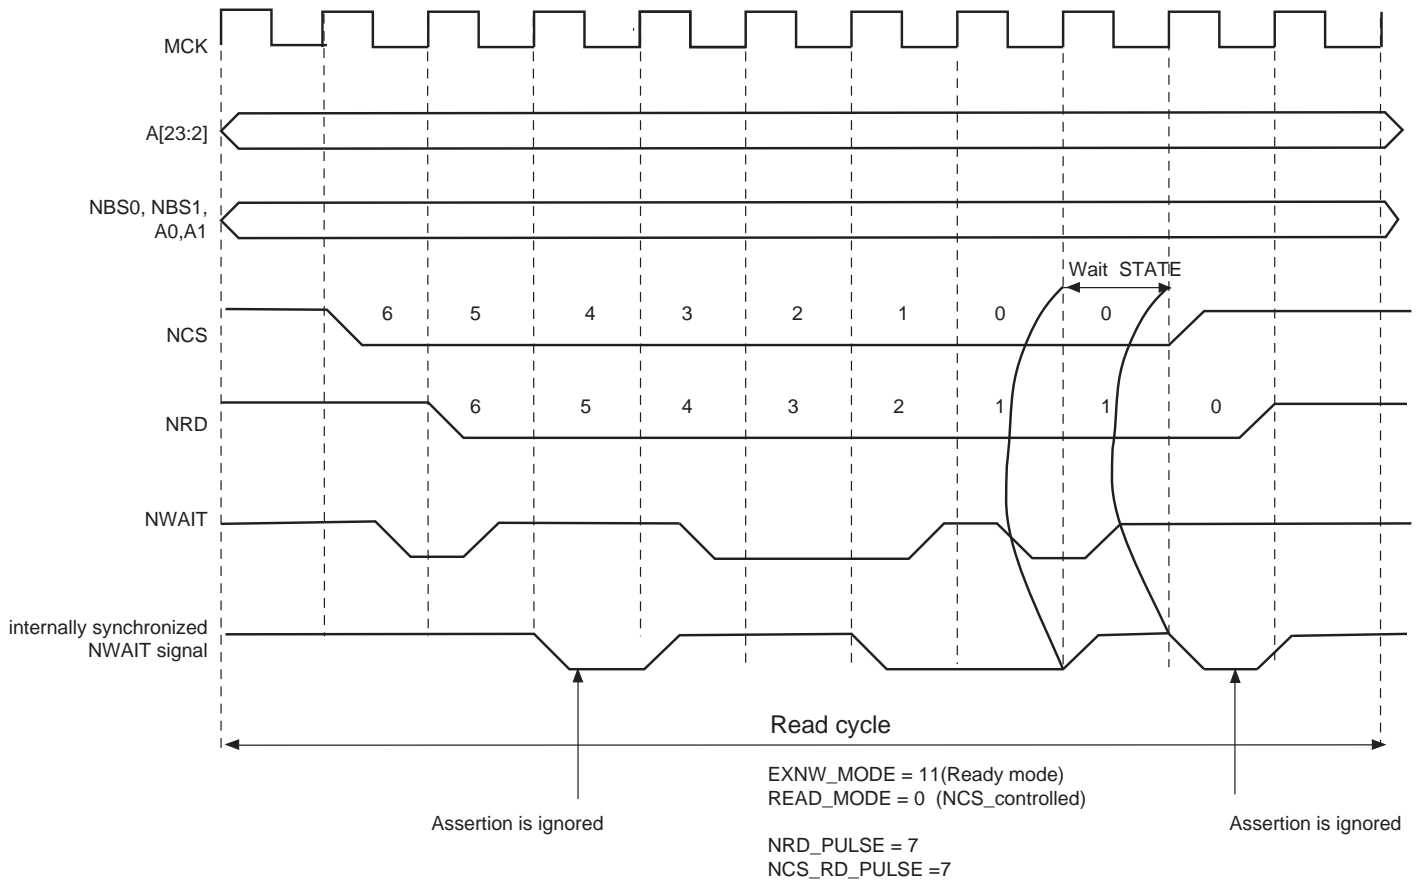 MCK
A[23:2]
NBS0, NBS1,
A0,A1
Wait STATE
6 5 4 3 2 1 0 0
NCS
6 5 4 3 2 1 1 0
NRD
NWAIT
internally synchronized
NWAIT signal
Read cycle
EXNW_MODE = 11(Ready mode)
READ_MODE = 0 (NCS_controlled)
Assertion is ignored
Assertion is ignored
NRD_PULSE = 7
NCS_RD_PULSE =7